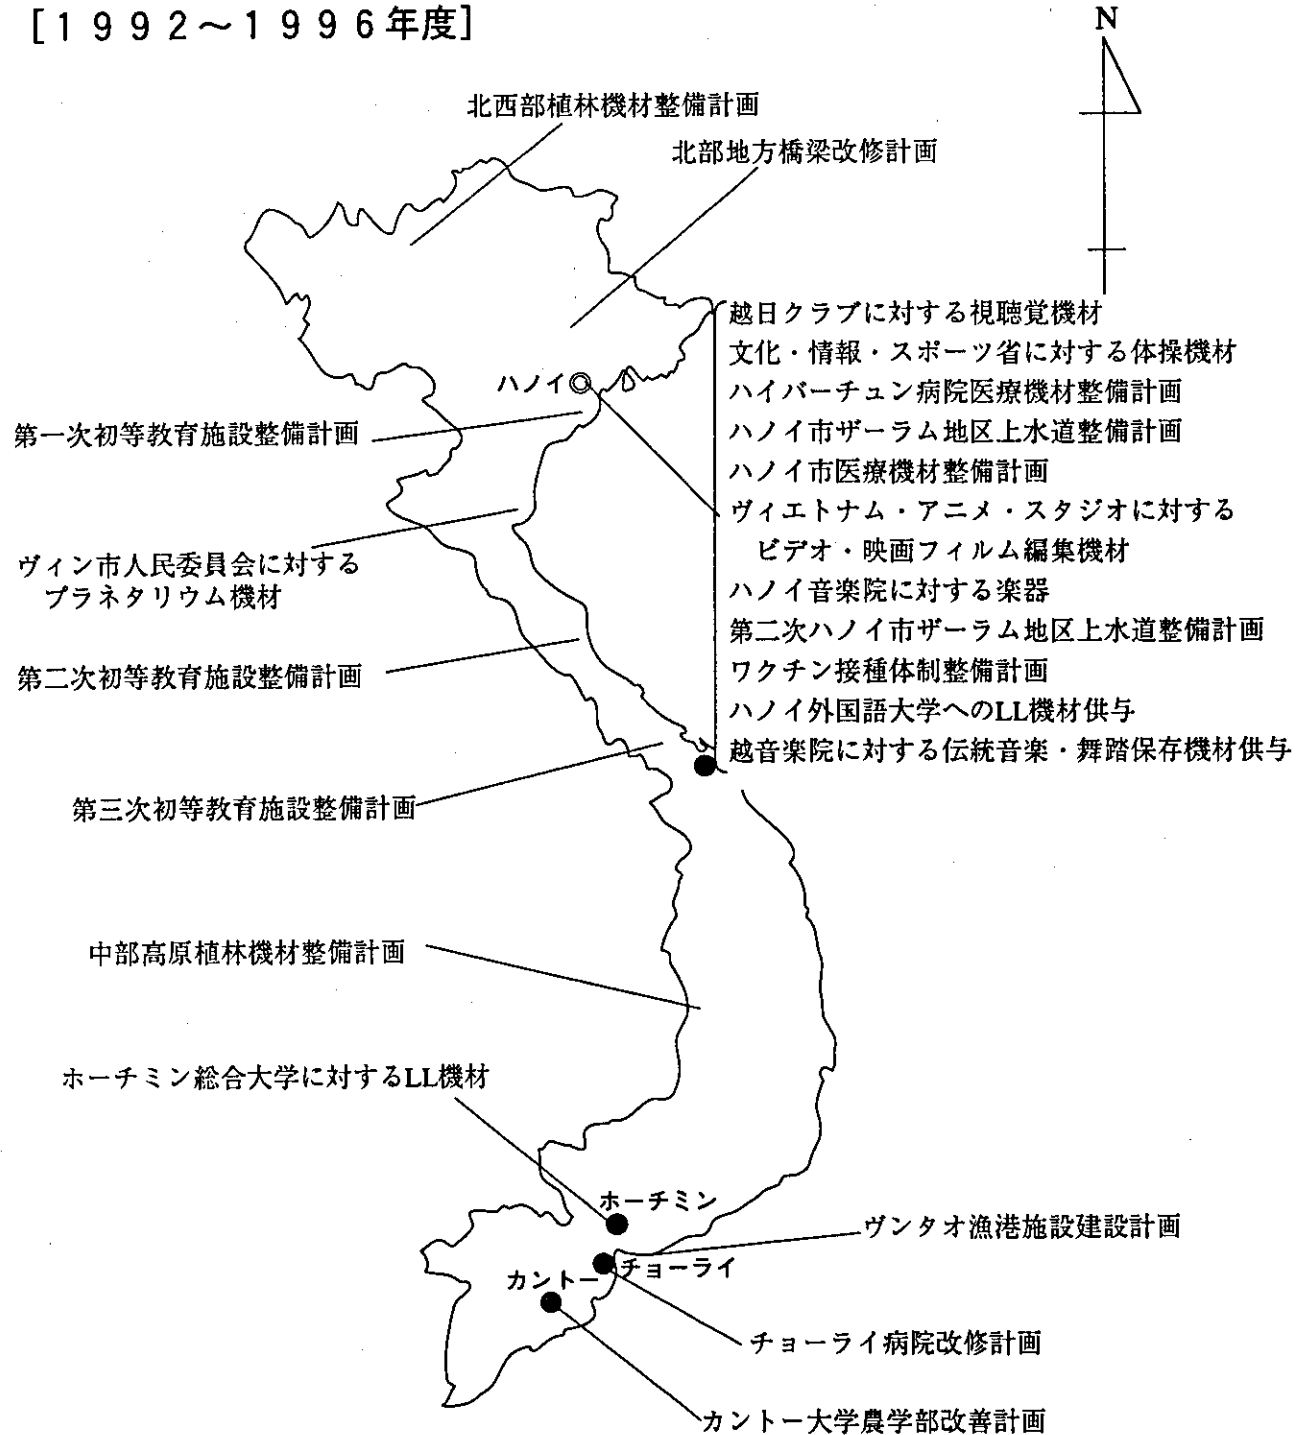 [1992～1996年度]
N
北西部植林機材整備計画
北部地方橋梁改修計画
越日クラブに対する視聴覚機材
文化・情報・スポーツ省に対する体操機材
ハイバーチュン病院医療機材整備計画
ハノイ市ザーラム地区上水道整備計画
ハノイ市医療機材整備計画
ヴィエトナム・アニメ・スタジオに対する
ビデオ・映画フィルム編集機材
ハノイ音楽院に対する楽器
第二次ハノイ市ザーラム地区上水道整備計画
ワクチン接種体制整備計画
ハノイ外国語大学へのLL機材供与
越音楽院に対する伝統音楽・舞踏保存機材供与
ハノイ
第一次初等教育施設整備計画
ヴィン市人民委員会に対する
プラネタリウム機材
第二次初等教育施設整備計画
第三次初等教育施設整備計画
中部高原植林機材整備計画
ホーチミン総合大学に対するLL機材
ホーチミン
ヴンタオ漁港施設建設計画
チョーライ
カントー
チョーライ病院改修計画
カントー大学農学部改善計画